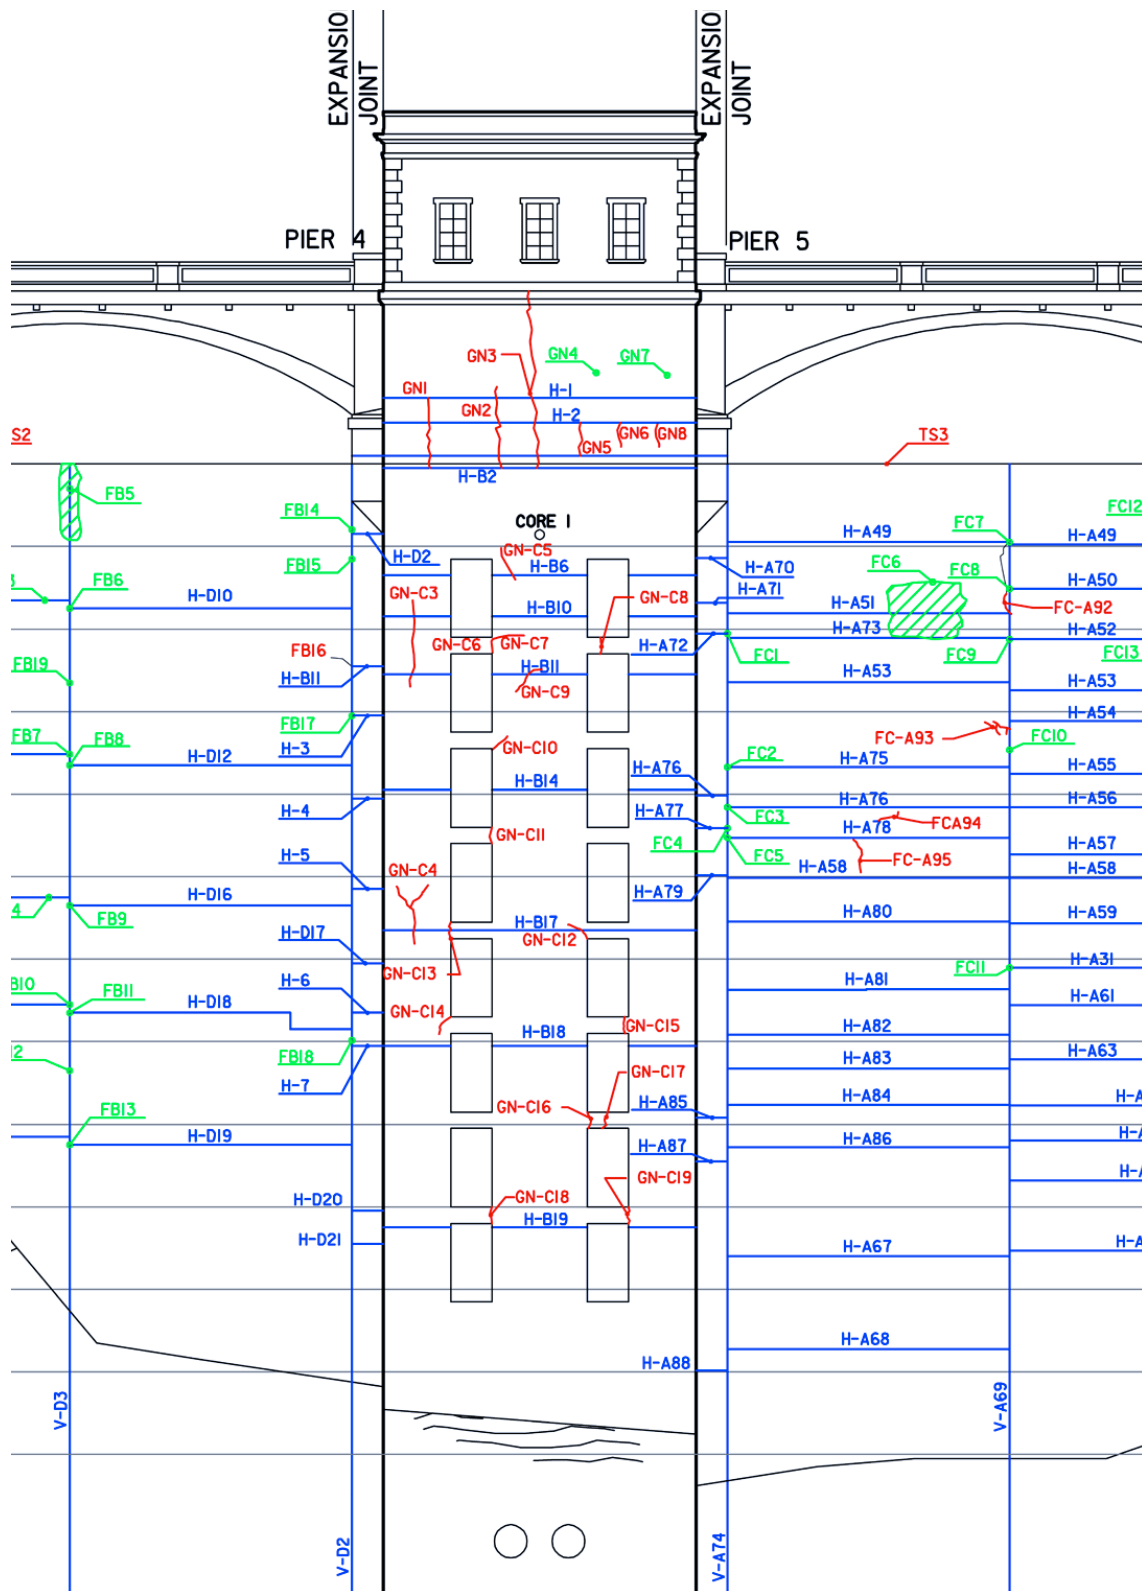 EXPANSIO
JOINT
EXPANSIO
JOINT
PIER 4
PIER 5
GN3
GN4
GN7
GN1
H-1
GN2
H-2
GN6
GN8
GN5
S2
TS3
H-B2
FB5
FB14
CORE 1
FC12
FC7
H-A49
H-A49
H-D2
GN-C5
FB15
H-B6
H-A70
FC6
FC8
FB6
H-A71
H-A50
H-D10
GN-C3
GN-C8
H-B10
H-A51
FC-A92
H-A73
H-A52
FB16
GN-C6
GN-C7
H-A72
FC1
FC9
FC13
FB19
H-B11
H-B11
H-A53
H-A53
GN-C9
H-A54
FB17
FB7
FB8
H-3
GN-C10
FC-A93
FC10
H-D12
FC2
H-A75
H-A55
H-A76
H-B14
H-A76
H-A56
H-4
H-A77
FC3
FCA94
GN-C11
FC4
H-A78
H-A57
H-5
FC5
FC-A95
GN-C4
H-A58
H-A58
H-D16
H-A79
4
FB9
H-B17
H-A80
H-A59
H-D17
GN-C12
H-A31
GN-C13
FC11
B10
FB11
H-6
H-A81
H-D18
GN-C14
H-A61
GN-C15
H-A82
H-B18
12
FB18
H-A83
H-A63
H-7
GN-C17
GN-C16
H-A85
H-A84
H-A
FB13
H-D19
H-A87
H-A86
H-A
GN-C19
H-A
H-D20
GN-C18
H-B19
H-D21
H-A67
H-A
H-A68
H-A88
V-D3
V-D2
V-A74
V-A69